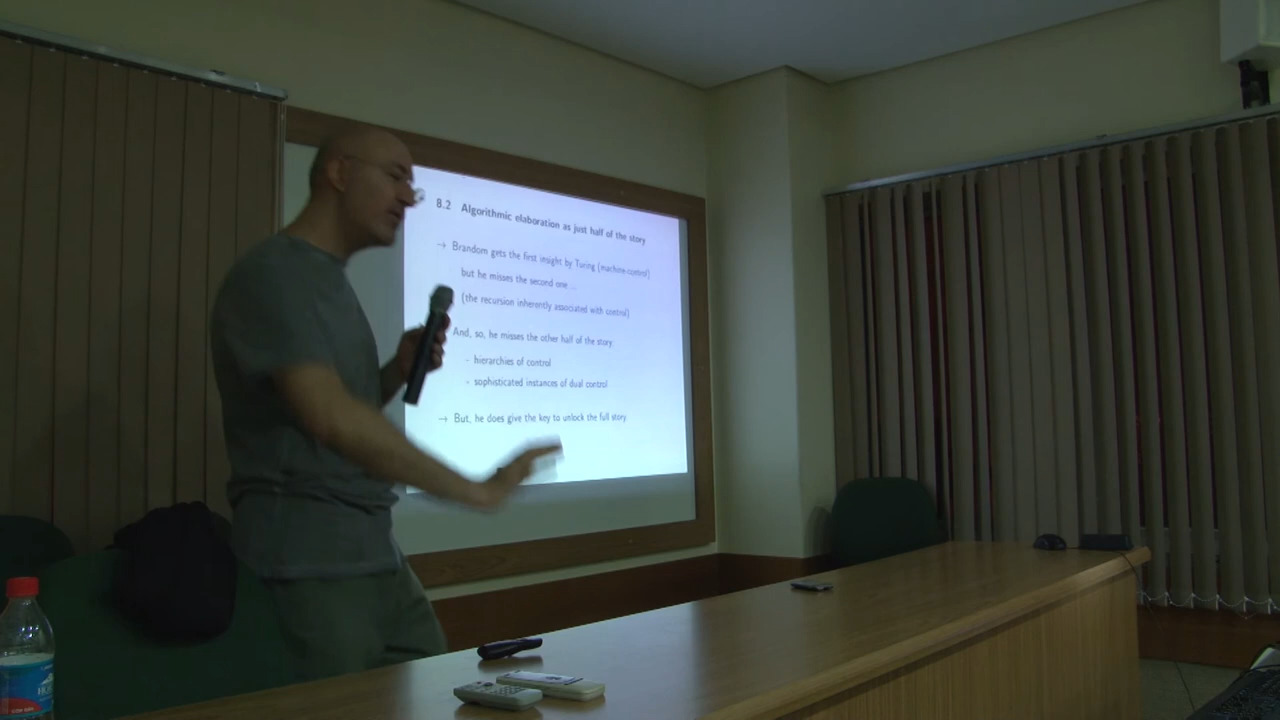 8.2 Algorithmic elaboration as just half of the story
→ Brandom gets the first insight by Turing (machine-control)
but he misses the second one ...
(the recursion inherently associated with control)
And, so, he misses the other half of the story:
- hierarchies of control
- sophisticated instances of dual control
→ But, he does give the key to unlock the full story.